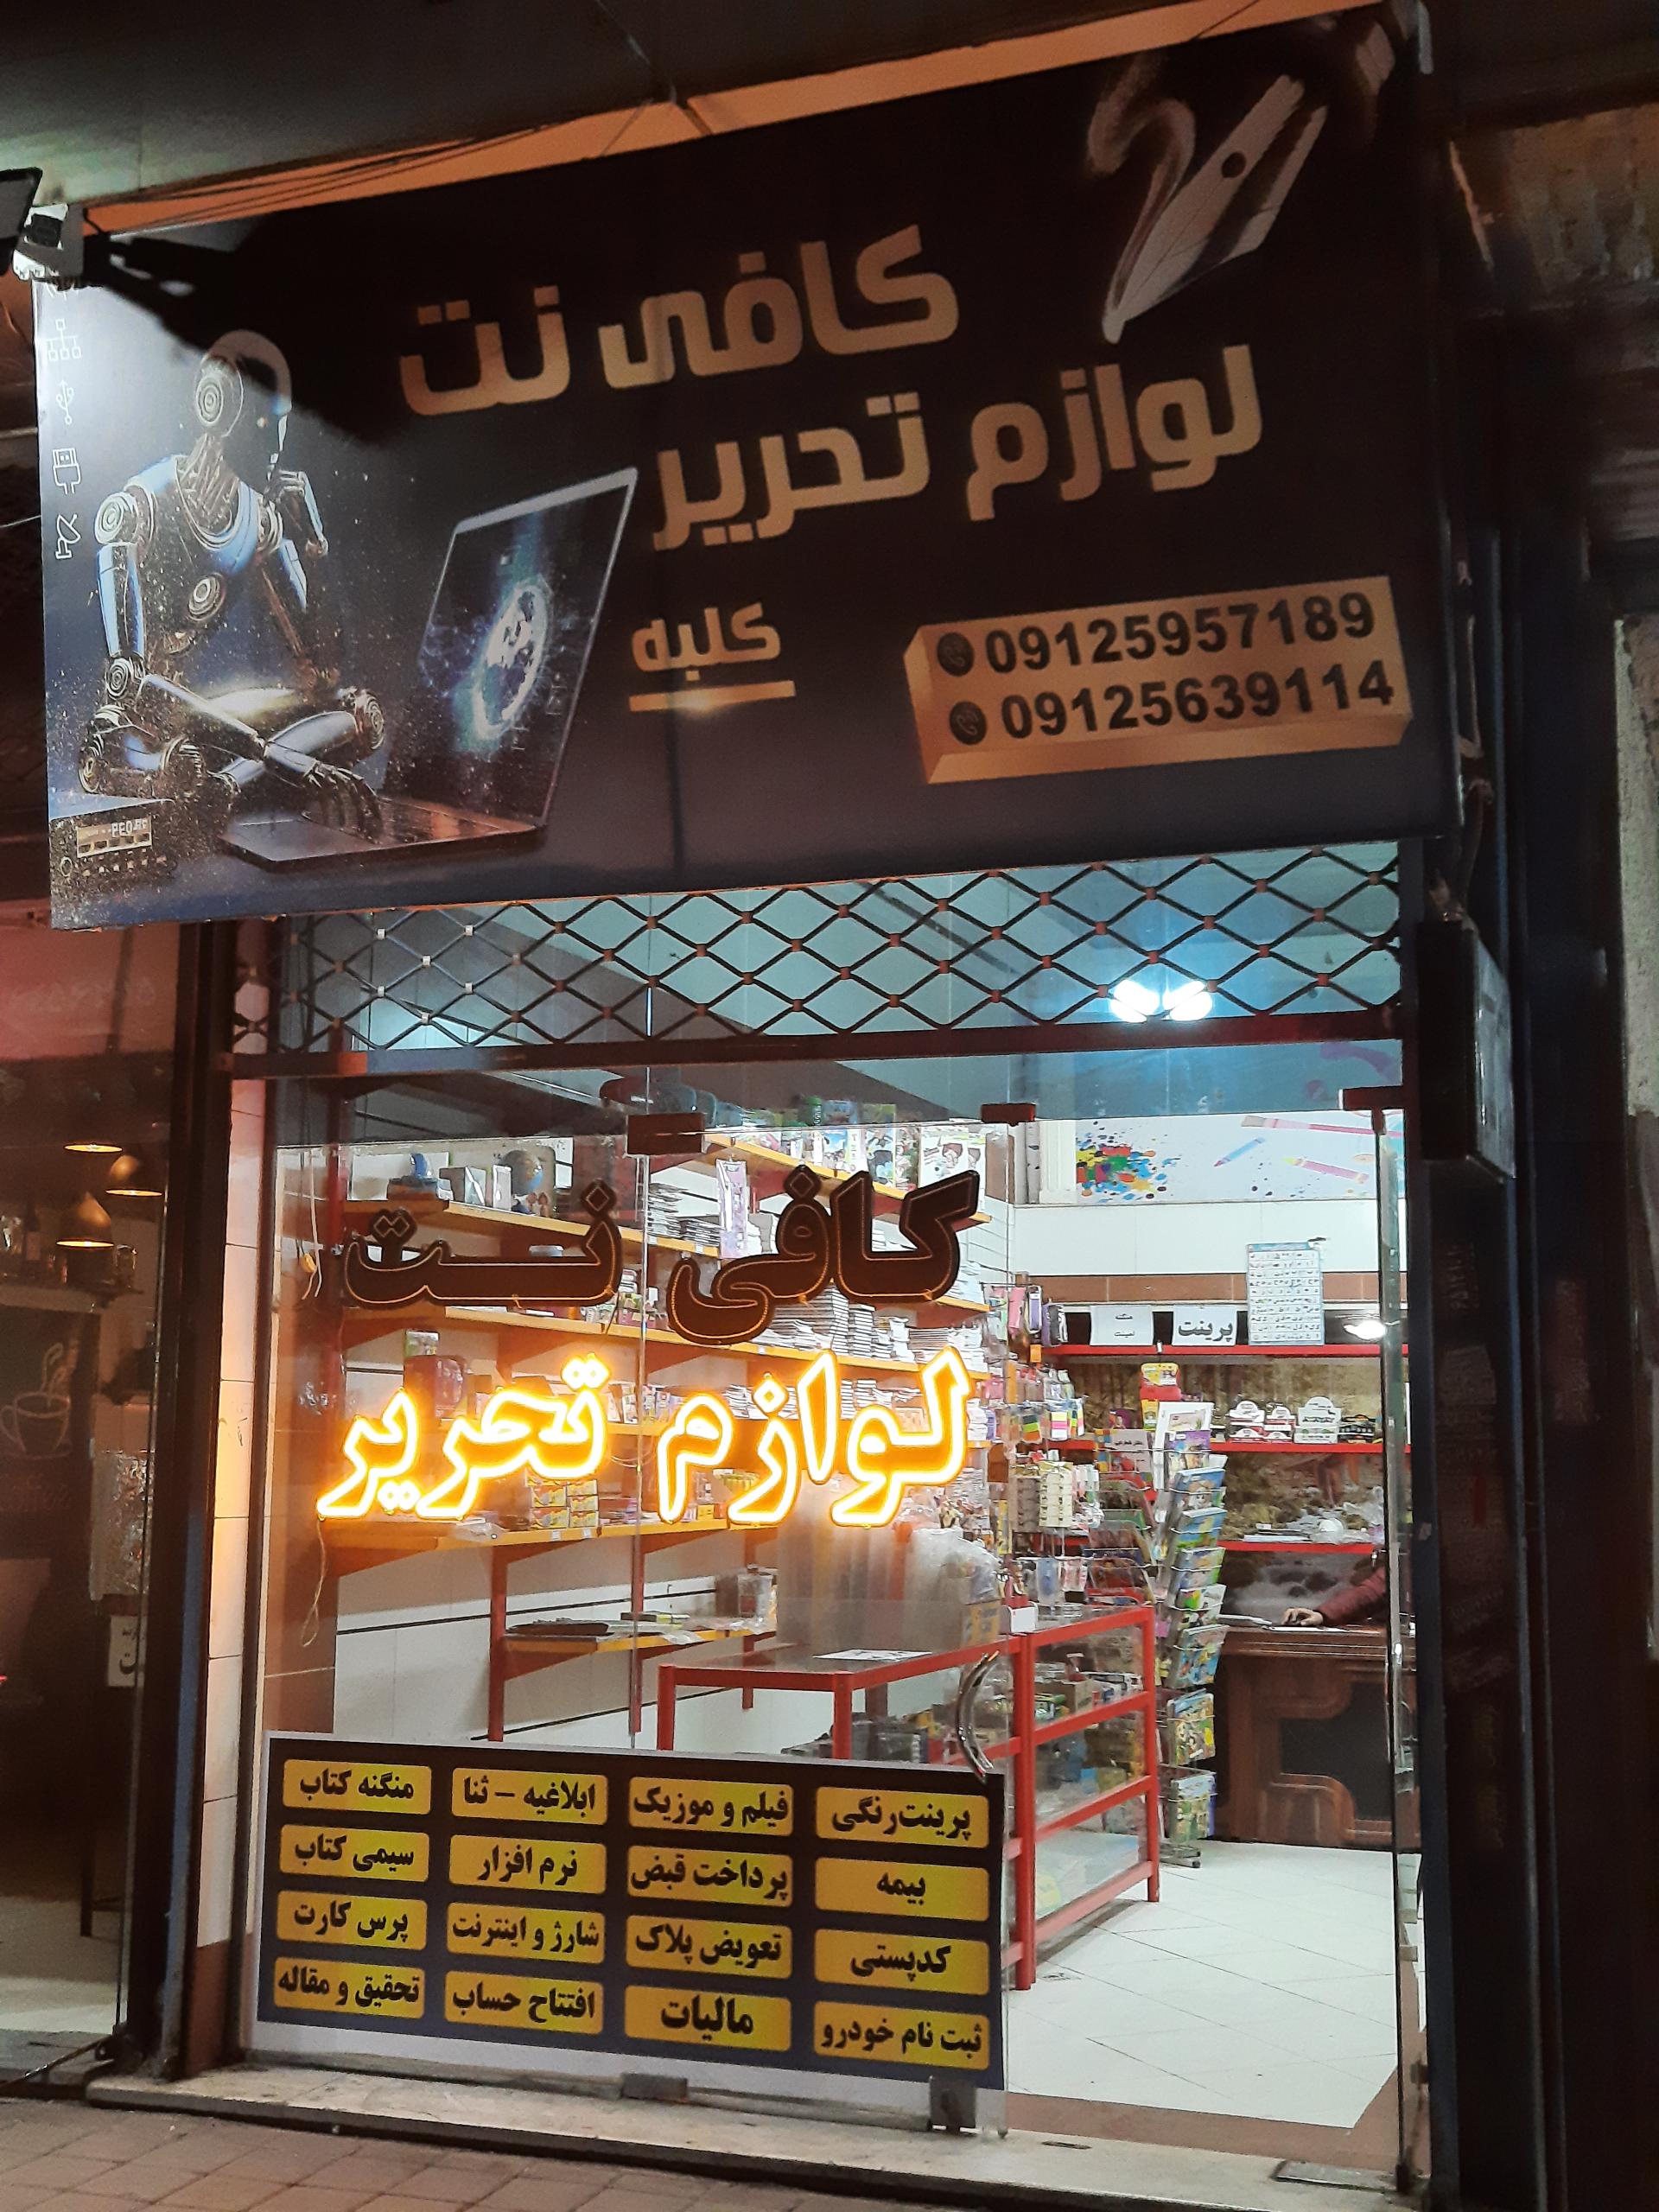 کافی نت
لوازم تحریر
کلبه
09125957189
09125639114
کافی نت
لوازم تحریر
پرینت
پرینت رنگی
فیلم و موزیک
ابلاغیه - ثنا
منگنه کتاب
بیمه
پرداخت قبض
نرم افزار
سیمی کتاب
کدپستی
تعویض پلاک
شارژ و اینترنت
پرس کارت
ثبت نام خودرو
مالیات
افتتاح حساب
تحقیق و مقاله